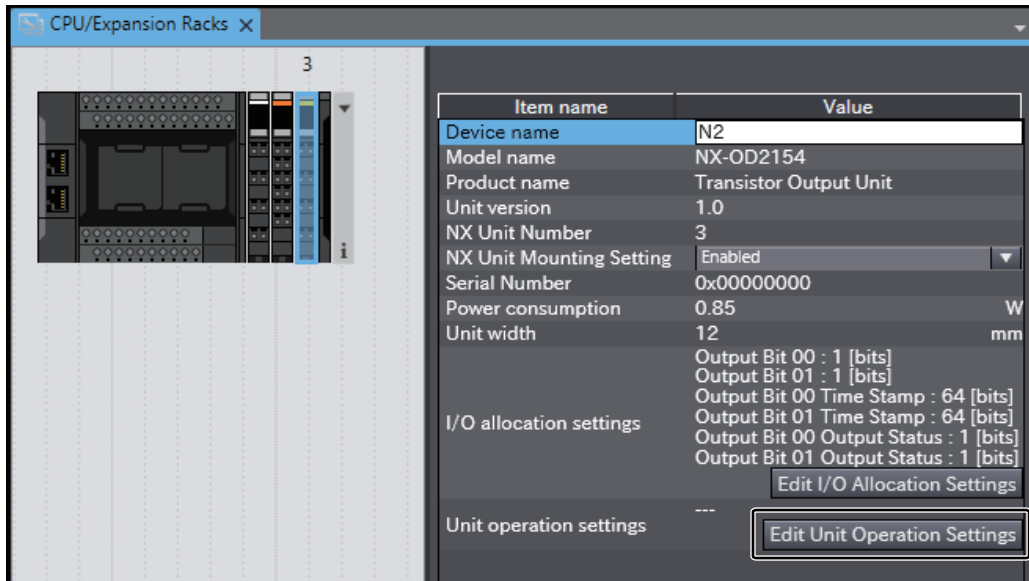 CPU/Expansion Racks
3
Item name Value
Device name N2
Model name NX-OD2154
Product name Transistor Output Unit
Unit version 1.0
NX Unit Number 3
NX Unit Mounting Setting Enabled
Serial Number 0x00000000
Power consumption 0.85 W
Unit width 12 mm
I/O allocation settings
Output Bit 00 : 1 [bits]
Output Bit 01 : 1 [bits]
Output Bit 00 Time Stamp : 64 [bits]
Output Bit 01 Time Stamp : 64 [bits]
Output Bit 00 Output Status : 1 [bits]
Output Bit 01 Output Status : 1 [bits]
Edit I/O Allocation Settings
Unit operation settings ---
Edit Unit Operation Settings